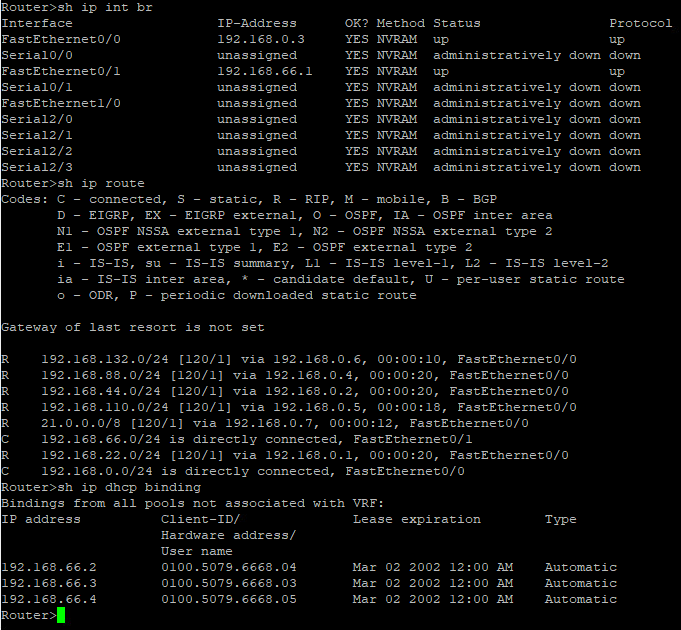 Router>sh ip int br
Interface                  IP-Address      OK? Method Status                Protocol
FastEthernet0/0            192.168.0.3     YES NVRAM  up                    up
Serial0/0                  unassigned      YES NVRAM  administratively down down
FastEthernet0/1            192.168.66.1    YES NVRAM  up                    up
Serial0/1                  unassigned      YES NVRAM  administratively down down
FastEthernet1/0            unassigned      YES NVRAM  administratively down down
Serial2/0                  unassigned      YES NVRAM  administratively down down
Serial2/1                  unassigned      YES NVRAM  administratively down down
Serial2/2                  unassigned      YES NVRAM  administratively down down
Serial2/3                  unassigned      YES NVRAM  administratively down down
Router>sh ip route
Codes: C - connected, S - static, R - RIP, M - mobile, B - BGP
       D - EIGRP, EX - EIGRP external, O - OSPF, IA - OSPF inter area
       N1 - OSPF NSSA external type 1, N2 - OSPF NSSA external type 2
       E1 - OSPF external type 1, E2 - OSPF external type 2
       i - IS-IS, su - IS-IS summary, L1 - IS-IS level-1, L2 - IS-IS level-2
       ia - IS-IS inter area, * - candidate default, U - per-user static route
       o - ODR, P - periodic downloaded static route
Gateway of last resort is not set
R    192.168.132.0/24 [120/1] via 192.168.0.6, 00:00:10, FastEthernet0/0
R    192.168.88.0/24 [120/1] via 192.168.0.4, 00:00:20, FastEthernet0/0
R    192.168.44.0/24 [120/1] via 192.168.0.2, 00:00:20, FastEthernet0/0
R    192.168.110.0/24 [120/1] via 192.168.0.5, 00:00:18, FastEthernet0/0
R    21.0.0.0/8 [120/1] via 192.168.0.7, 00:00:12, FastEthernet0/0
C    192.168.66.0/24 is directly connected, FastEthernet0/1
R    192.168.22.0/24 [120/1] via 192.168.0.1, 00:00:20, FastEthernet0/0
C    192.168.0.0/24 is directly connected, FastEthernet0/0
Router>sh ip dhcp binding
Bindings from all pools not associated with VRF:
IP address          Client-ID/              Lease expiration        Type
                    Hardware address/
                    User name
192.168.66.2        0100.5079.6668.04       Mar 02 2002 12:00 AM    Automatic
192.168.66.3        0100.5079.6668.03       Mar 02 2002 12:00 AM    Automatic
192.168.66.4        0100.5079.6668.05       Mar 02 2002 12:00 AM    Automatic
Router>